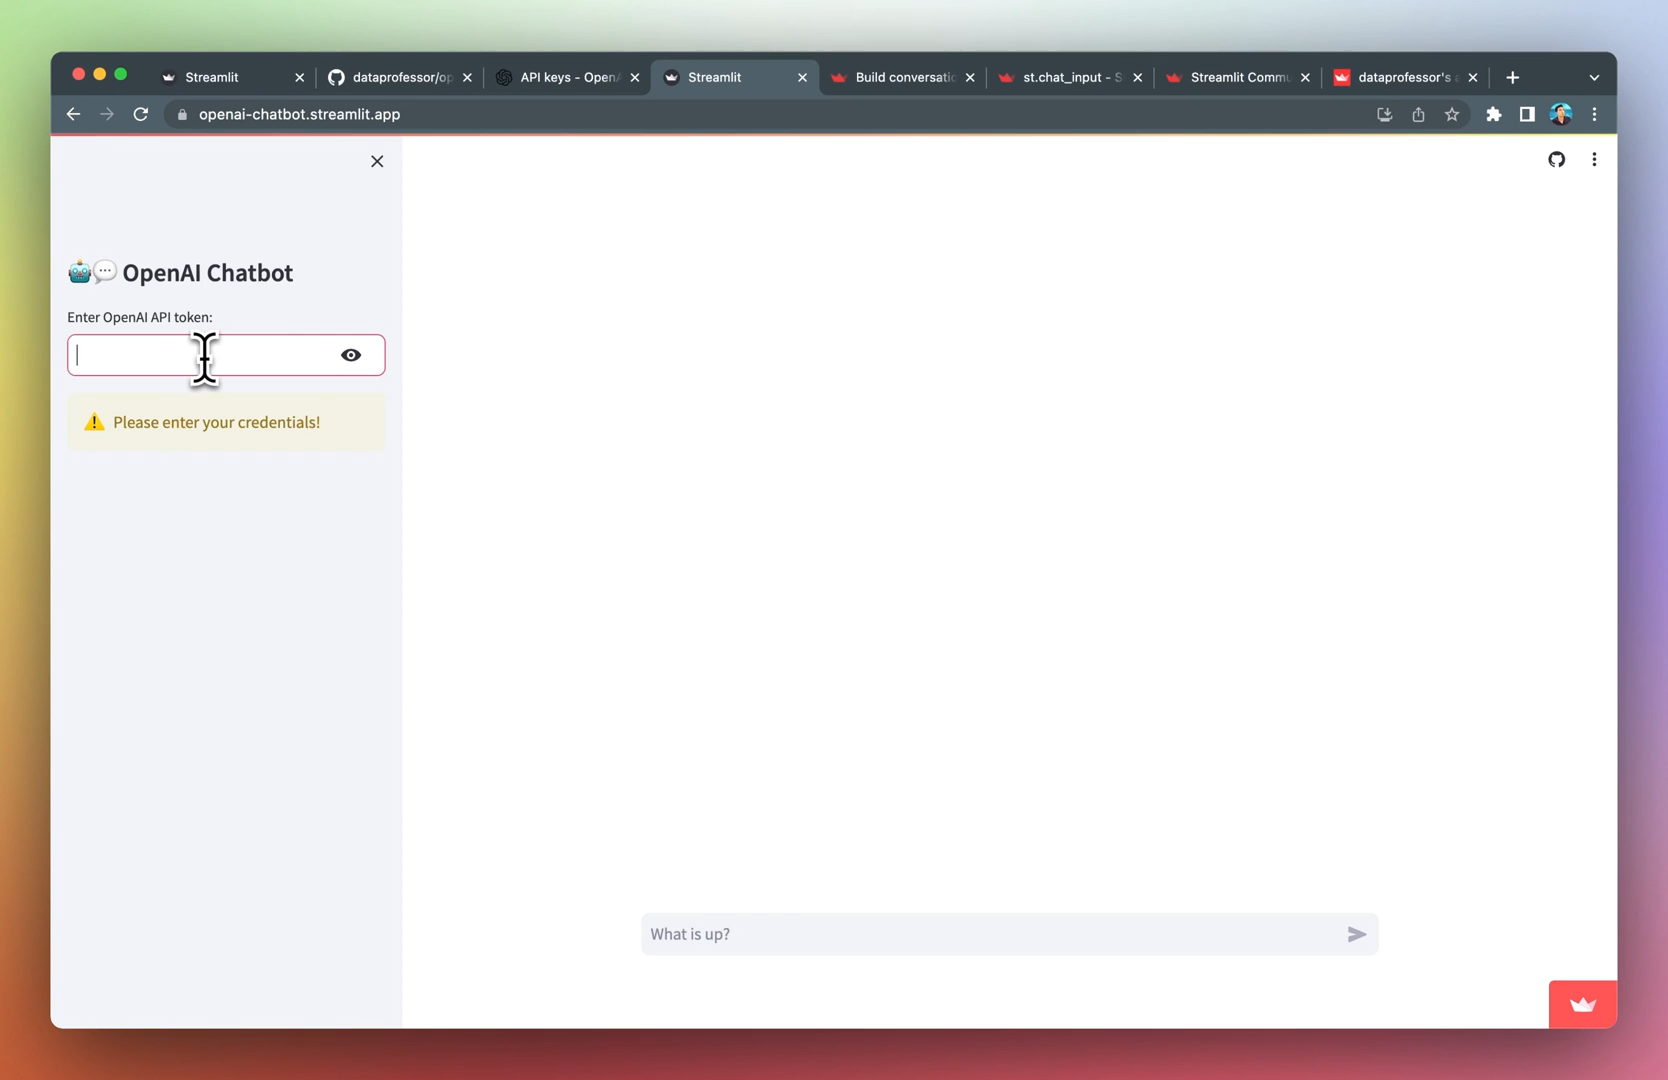 Streamlit
dataprofessor/op
API keys - OpenA
Streamlit
Build conversatio
st.chat_input - S
Streamlit Commu
dataprofessor's a
openai-chatbot.streamlit.app
OpenAI Chatbot
Enter OpenAI API token:
Please enter your credentials!
What is up?